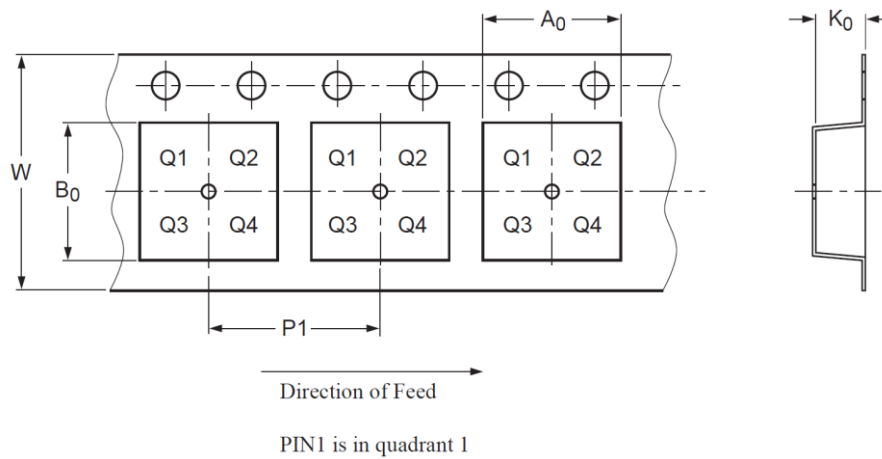 A0
K0
Q1 Q2 Q1 Q2 Q1 Q2
W
B0
Q3 Q4 Q3 Q4 Q3 Q4
P1
Direction of Feed
PIN1 is in quadrant 1